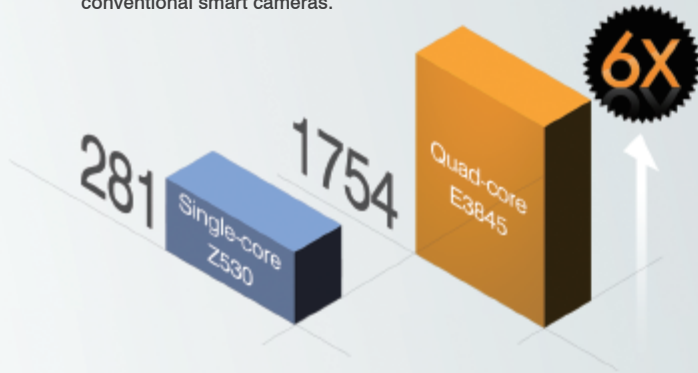 conventional smart cameras.
6X
1754
281
Quad-core
E3845
Single-core
Z530